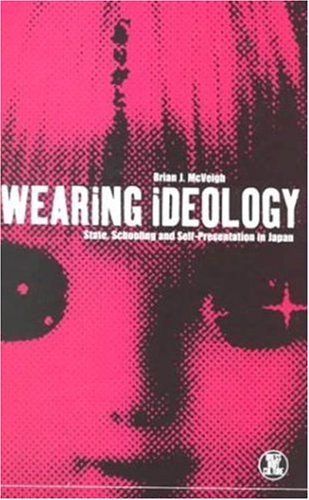 Brian J. McVeigh
WEARiNG iDEOLOGY
State, Schooling and Self-Presentation in Japan